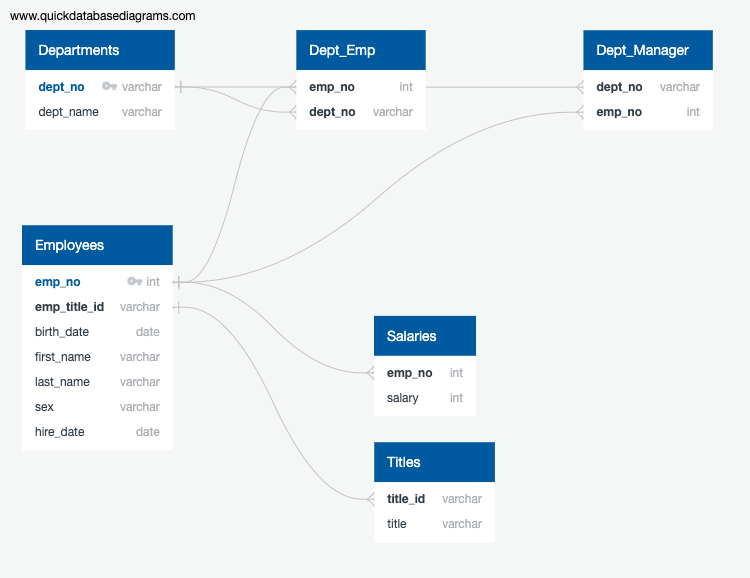 www.quickdatabasediagrams.com
Departments
dept_no varchar
dept_name varchar
Dept_Emp
emp_no int
dept_no varchar
Dept_Manager
dept_no varchar
emp_no int
Employees
emp_no int
emp_title_id varchar
birth_date date
first_name varchar
last_name varchar
sex varchar
hire_date date
Salaries
emp_no int
salary int
Titles
title_id varchar
title varchar